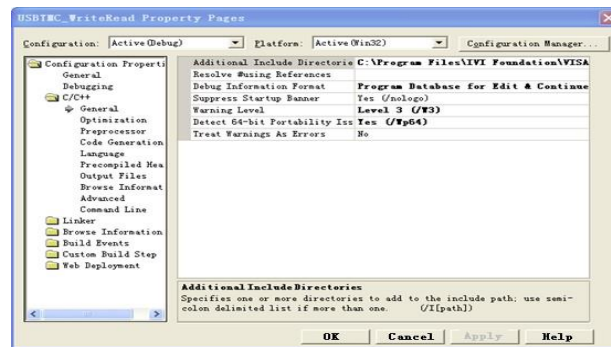 USBTMC_WriteRead Property Pages
Configuration: Active(Debug) Platform: Active(Win32) Configuration Manager...
Configuration Properti
General
Debugging
C/C++
General
Optimization
Preprocessor
Code Generation
Language
Precompiled Hea
Output Files
Browse Informat
Advanced
Command Line
Linker
Browse Information
Build Events
Custom Build Step
Web Deployment
Additional Include Directorie C:\Program Files\IVI Foundation\VISA
Resolve #using References
Debug Information Format Program Database for Edit & Continue
Suppress Startup Banner Yes (/nologo)
Warning Level Level 3 (/W3)
Detect 64-bit Portability Iss Yes (/Wp64)
Treat Warnings As Errors No
AdditionalIncludeDirectories
Specifies one or more directories to add to the include path; use semi-
colon delimited list if more than one. (/I[path])
OK Cancel Apply Help